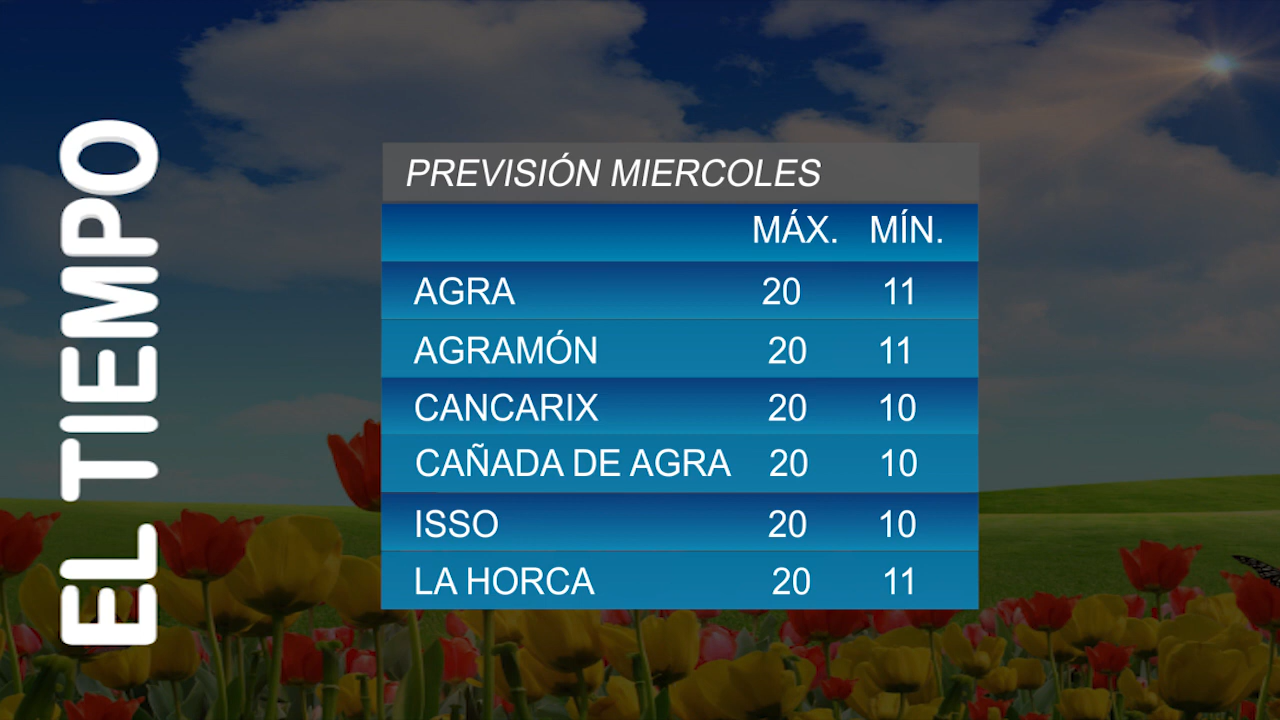 EL TIEMPO
PREVISIÓN MIERCOLES
MÁX. MÍN.
AGRA 20 11
AGRAMÓN 20 11
CANCARIX 20 10
CAÑADA DE AGRA 20 10
ISSO 20 10
LA HORCA 20 11